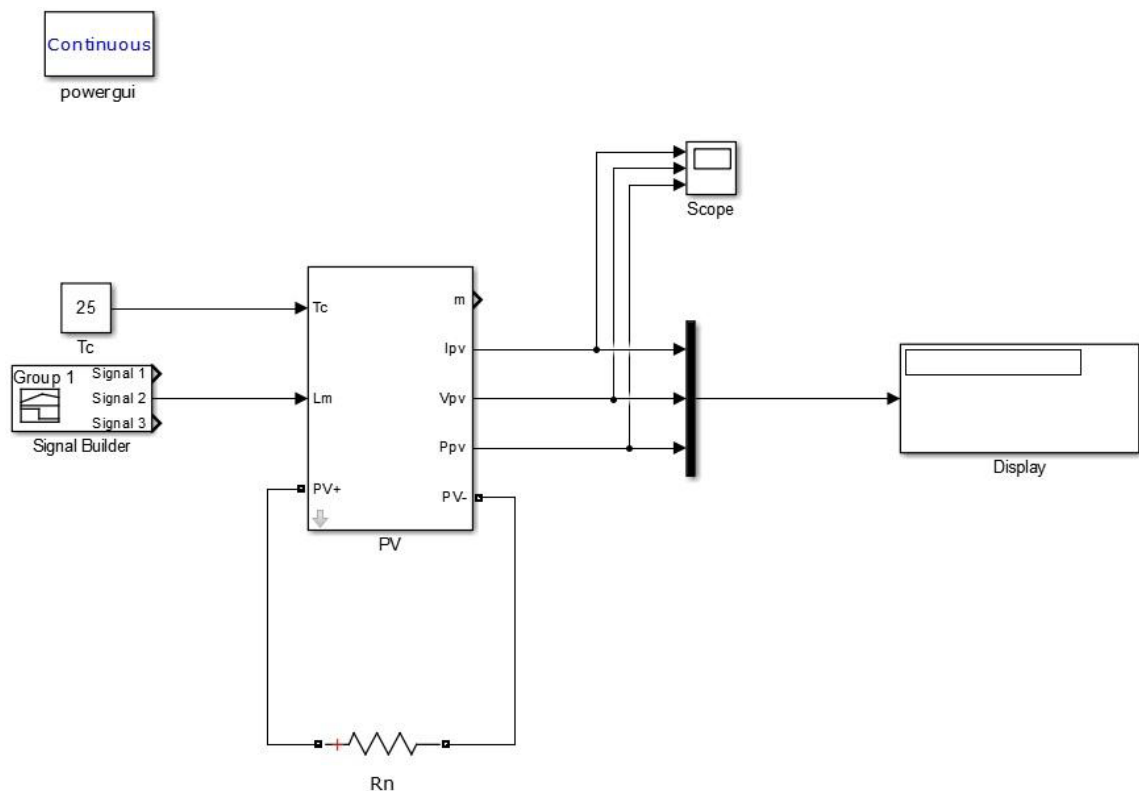 Continuous
powergui
Scope
25
Tc
Tc
m
Ipv
Group 1
Signal 1
Signal 2
Signal 3
Signal Builder
Lm
Vpv
Ppv
PV+
PV-
PV
Display
Rn